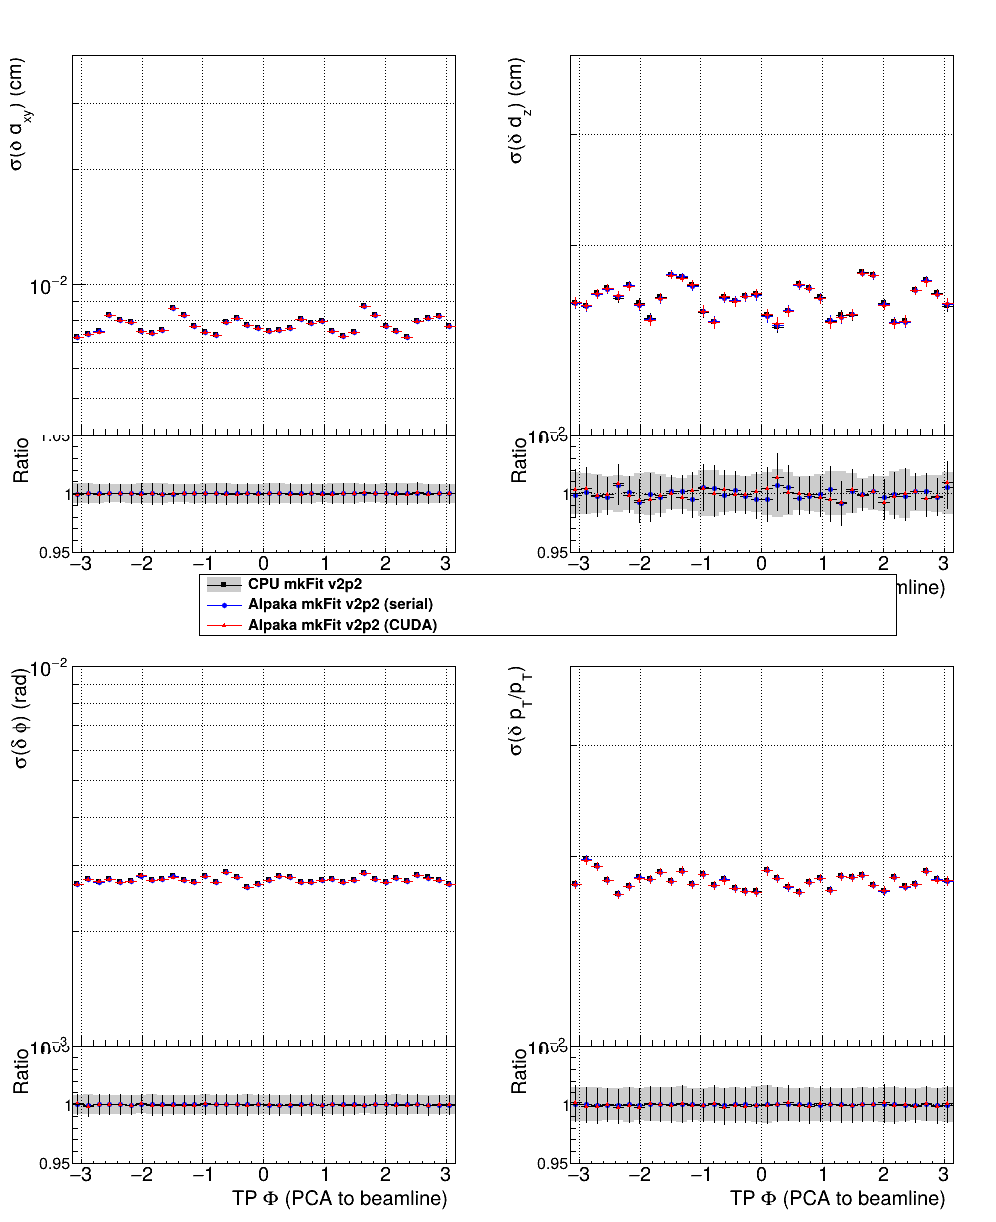 σ(δ d_xy) (cm)
10⁻²
Ratio
1
0.95
−3 −2 −1 0 1 2 3
σ(δ d_z) (cm)
10⁻²
Ratio
1
0.95
−3 −2 −1 0 1 2 3
mline)
CPU mkFit v2p2
Alpaka mkFit v2p2 (serial)
Alpaka mkFit v2p2 (CUDA)
σ(δ φ) (rad)
10⁻²
10⁻³
Ratio
1
0.95
−3 −2 −1 0 1 2 3
TP Φ (PCA to beamline)
σ(δ p_T/p_T)
10⁻²
Ratio
1
0.95
−3 −2 −1 0 1 2 3
TP Φ (PCA to beamline)